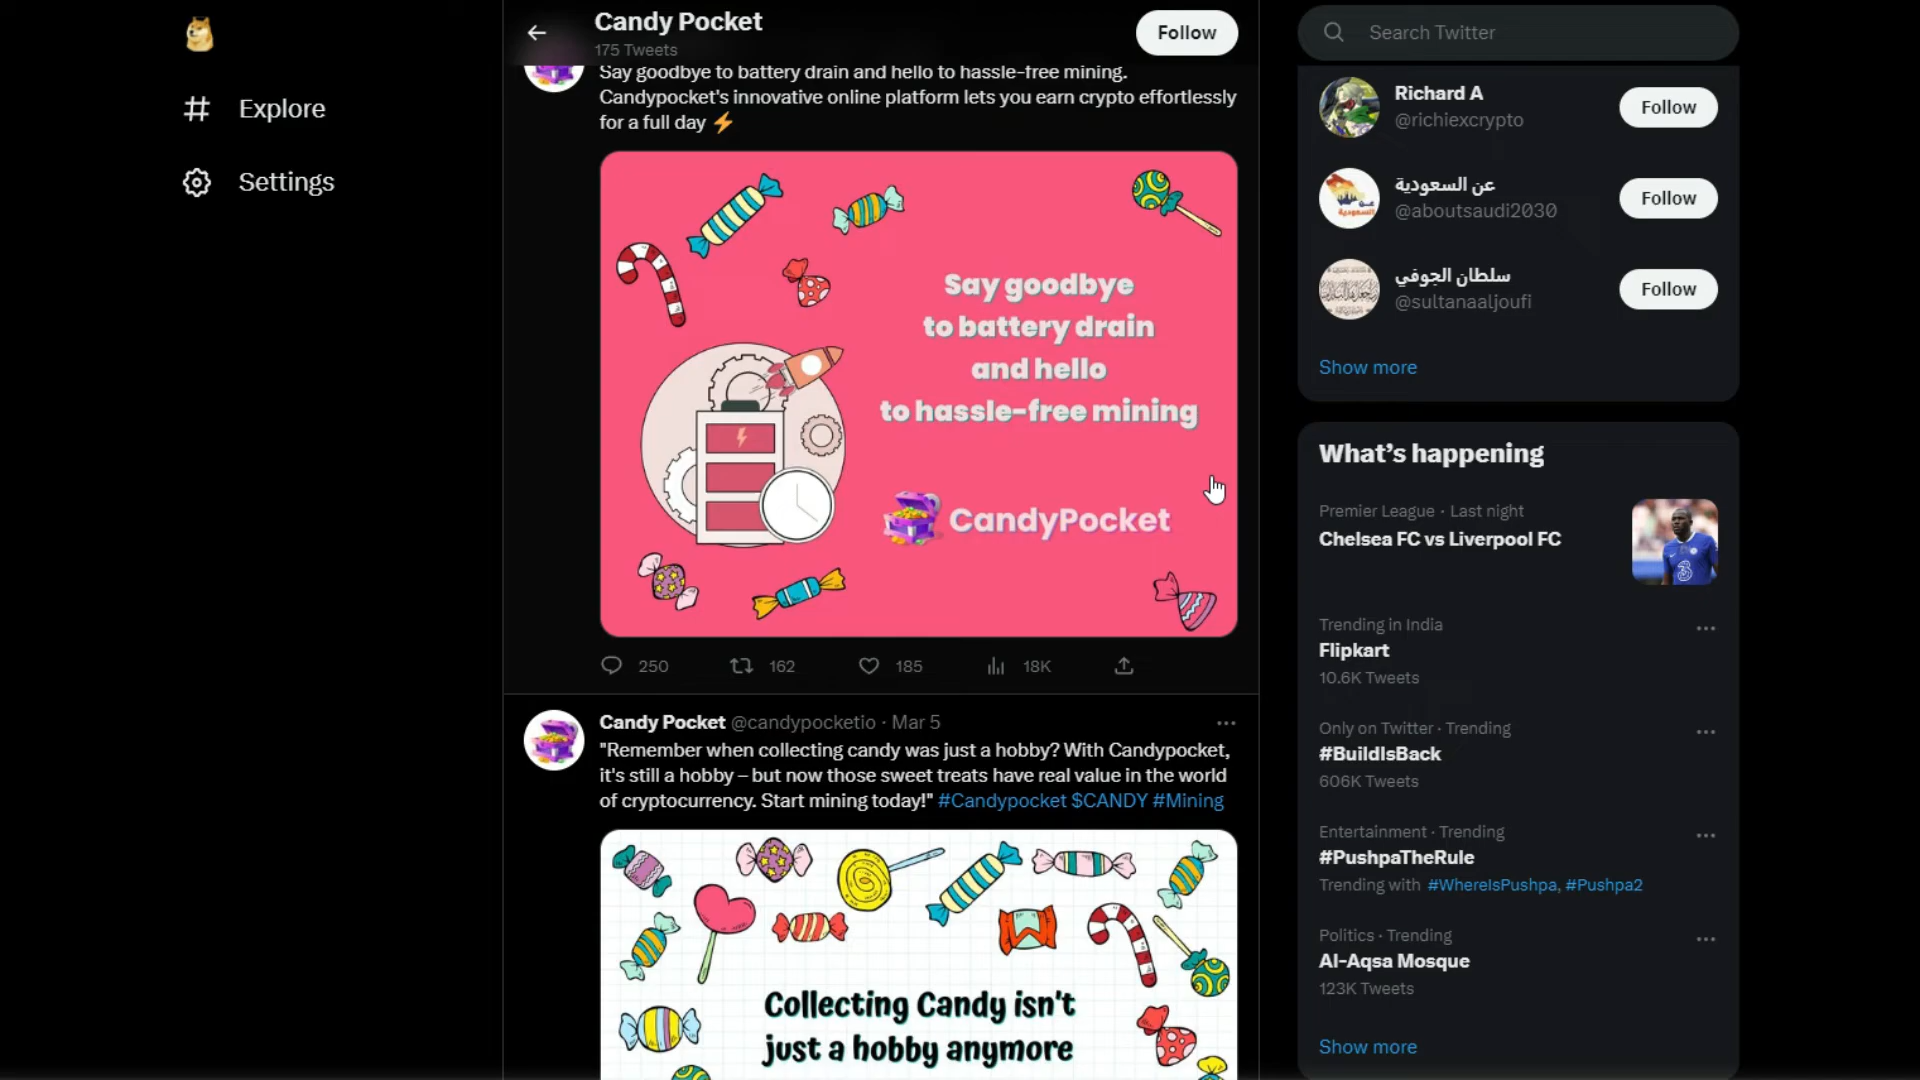 Explore
Settings
Candy Pocket
175 Tweets
Follow
Say goodbye to battery drain and hello to hassle-free mining.
Candypocket's innovative online platform lets you earn crypto effortlessly
for a full day ⚡
Say goodbye
to battery drain
and hello
to hassle-free mining
CandyPocket
250 162 185 18K
Candy Pocket @candypocketio · Mar 5
"Remember when collecting candy was just a hobby? With Candypocket,
it's still a hobby – but now those sweet treats have real value in the world
of cryptocurrency. Start mining today!" #Candypocket $CANDY #Mining
Collecting Candy isn't
just a hobby anymore
Search Twitter
Richard A
@richiexcrypto
Follow
عن السعودية
@aboutsaudi2030
Follow
سلطان الجوفي
@sultanaaljoufi
Follow
Show more
What's happening
Premier League · Last night
Chelsea FC vs Liverpool FC
Trending in India
Flipkart
10.6K Tweets
Only on Twitter · Trending
#BuildIsBack
606K Tweets
Entertainment · Trending
#PushpaTheRule
Trending with #WhereIsPushpa, #Pushpa2
Politics · Trending
Al-Aqsa Mosque
123K Tweets
Show more